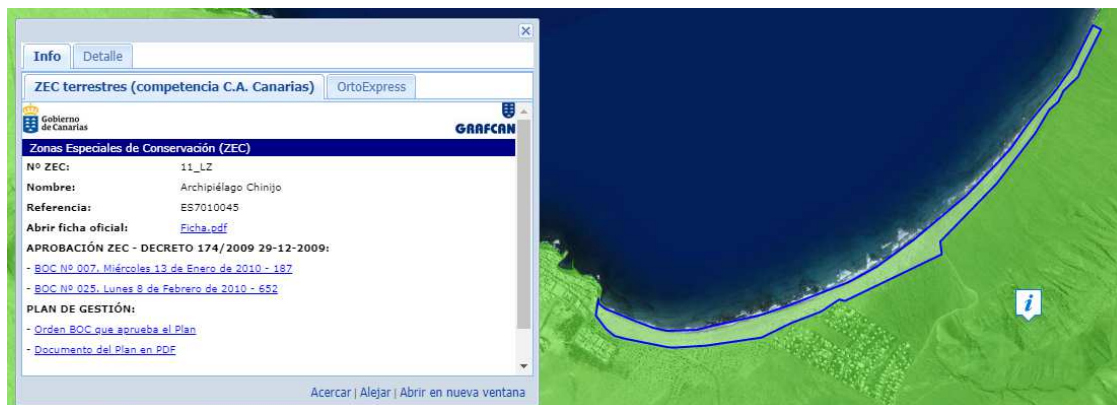 Info Detalle
ZEC terrestres (competencia C.A. Canarias) OrtoExpress
Gobierno
de Canarias
GRAFCAN
Zonas Especiales de Conservación (ZEC)
Nº ZEC: 11_LZ
Nombre: Archipiélago Chinijo
Referencia: ES7010045
Abrir ficha oficial: Ficha.pdf
APROBACIÓN ZEC - DECRETO 174/2009 29-12-2009:
- BOC Nº 007. Miércoles 13 de Enero de 2010 - 187
- BOC Nº 025. Lunes 8 de Febrero de 2010 - 652
PLAN DE GESTIÓN:
- Orden BOC que aprueba el Plan
- Documento del Plan en PDF
Acercar | Alejar | Abrir en nueva ventana
i